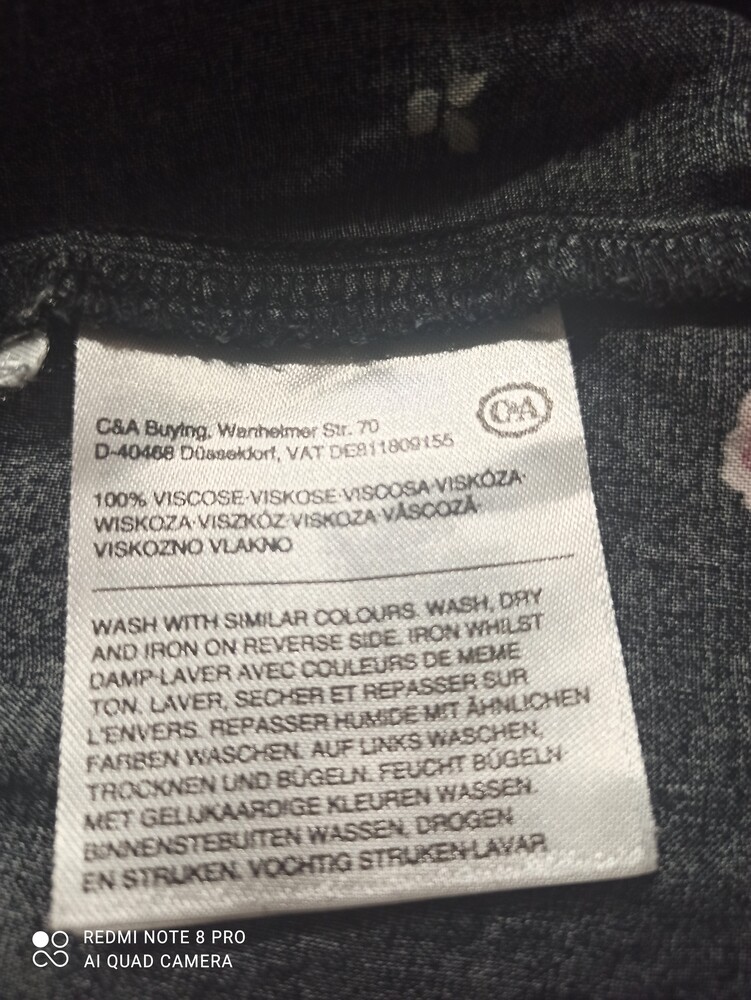 C&A Buying, Wanheimer Str. 70
D-40468 Düsseldorf, VAT DE811809155
C&A
100% VISCOSE·VISKOSE·VISCOSA·VISKÓZA·
WISKOZA·VISZKÓZ·VISKOZA·VÂSCOZĂ·
VISKOZNO VLAKNO
WASH WITH SIMILAR COLOURS. WASH, DRY
AND IRON ON REVERSE SIDE. IRON WHILST
DAMP·LAVER AVEC COULEURS DE MEME
TON. LAVER, SECHER ET REPASSER SUR
L'ENVERS. REPASSER HUMIDE·MIT ÄHNLICHEN
FARBEN WASCHEN. AUF LINKS WASCHEN,
TROCKNEN UND BÜGELN. FEUCHT BÜGELN·
MET GELIJKAARDIGE KLEUREN WASSEN.
BINNENSTEBUITEN WASSEN, DROGEN
EN STRIJKEN. VOCHTIG STRIJKEN·LAVAR
REDMI NOTE 8 PRO
AI QUAD CAMERA